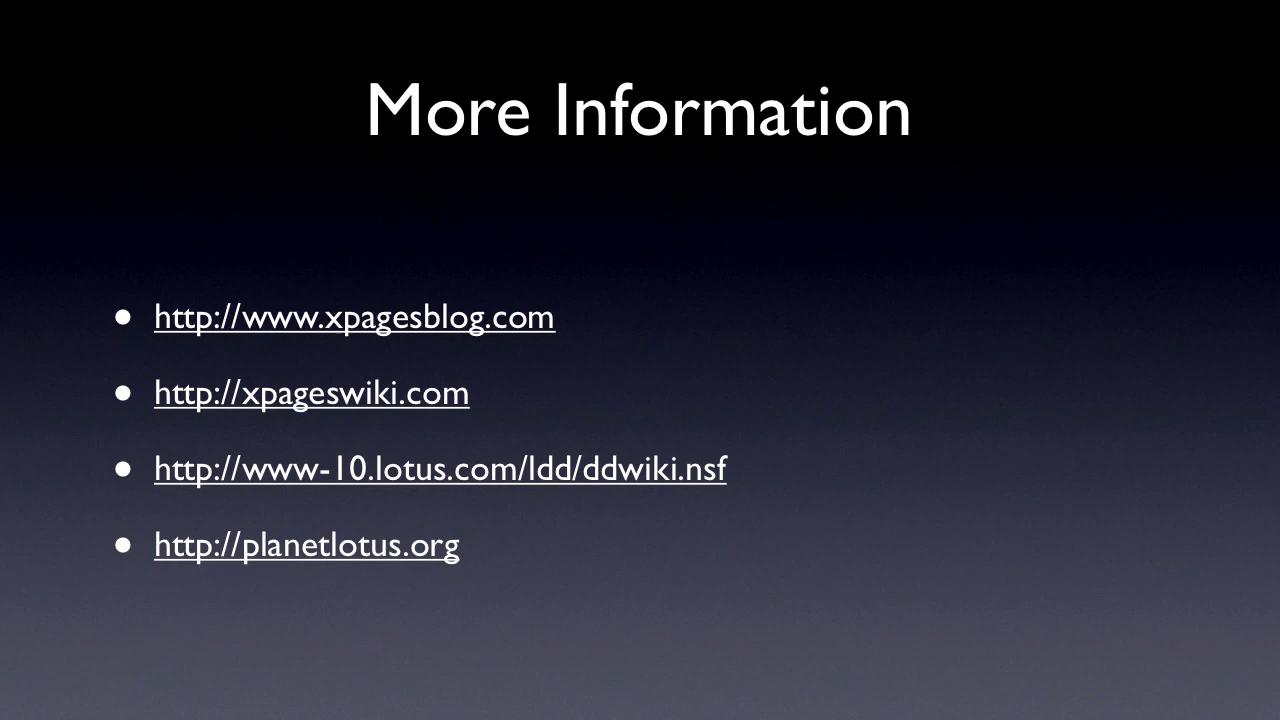 More Information
• http://www.xpagesblog.com
• http://xpageswiki.com
• http://www-10.lotus.com/ldd/ddwiki.nsf
• http://planetlotus.org